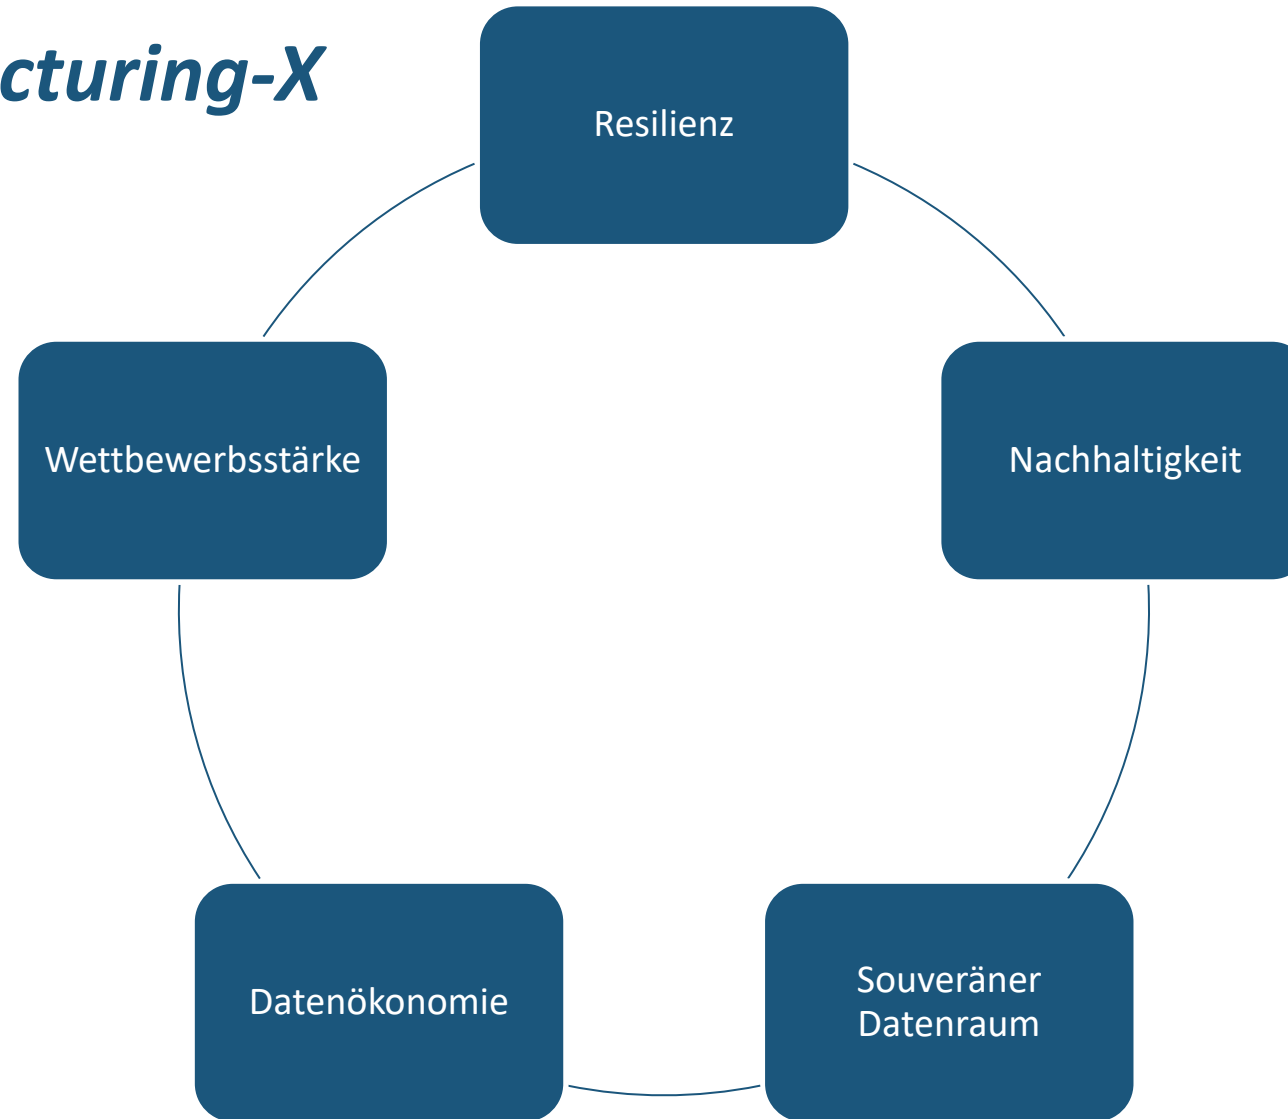 cturing-X
Resilienz
Wettbewerbsstärke
Nachhaltigkeit
Datenökonomie
Souveräner
Datenraum